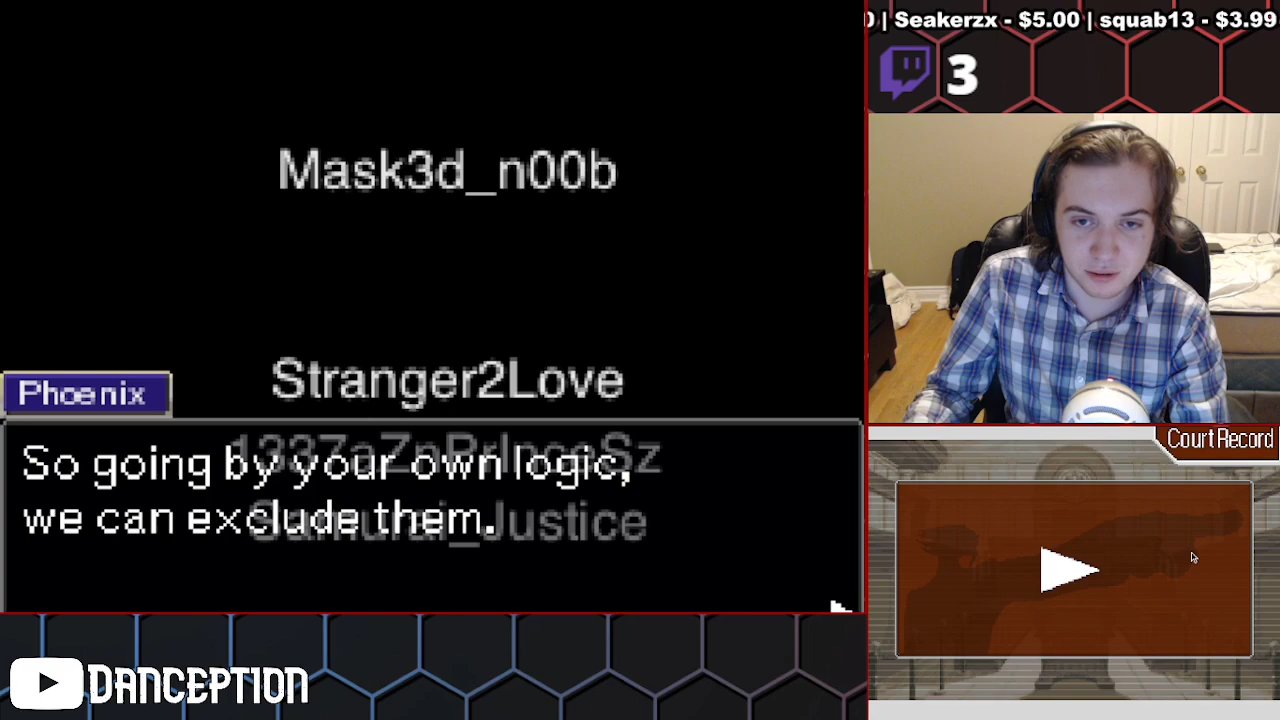 ) | Seakerzx - $5.00 | squab13 - $3.99
3
Mask3d_n00b
Stranger2Love
Phoenix
So going by your own logic,
we can exclude them.
Samurai_Justice
Court Record
DANCEPTION